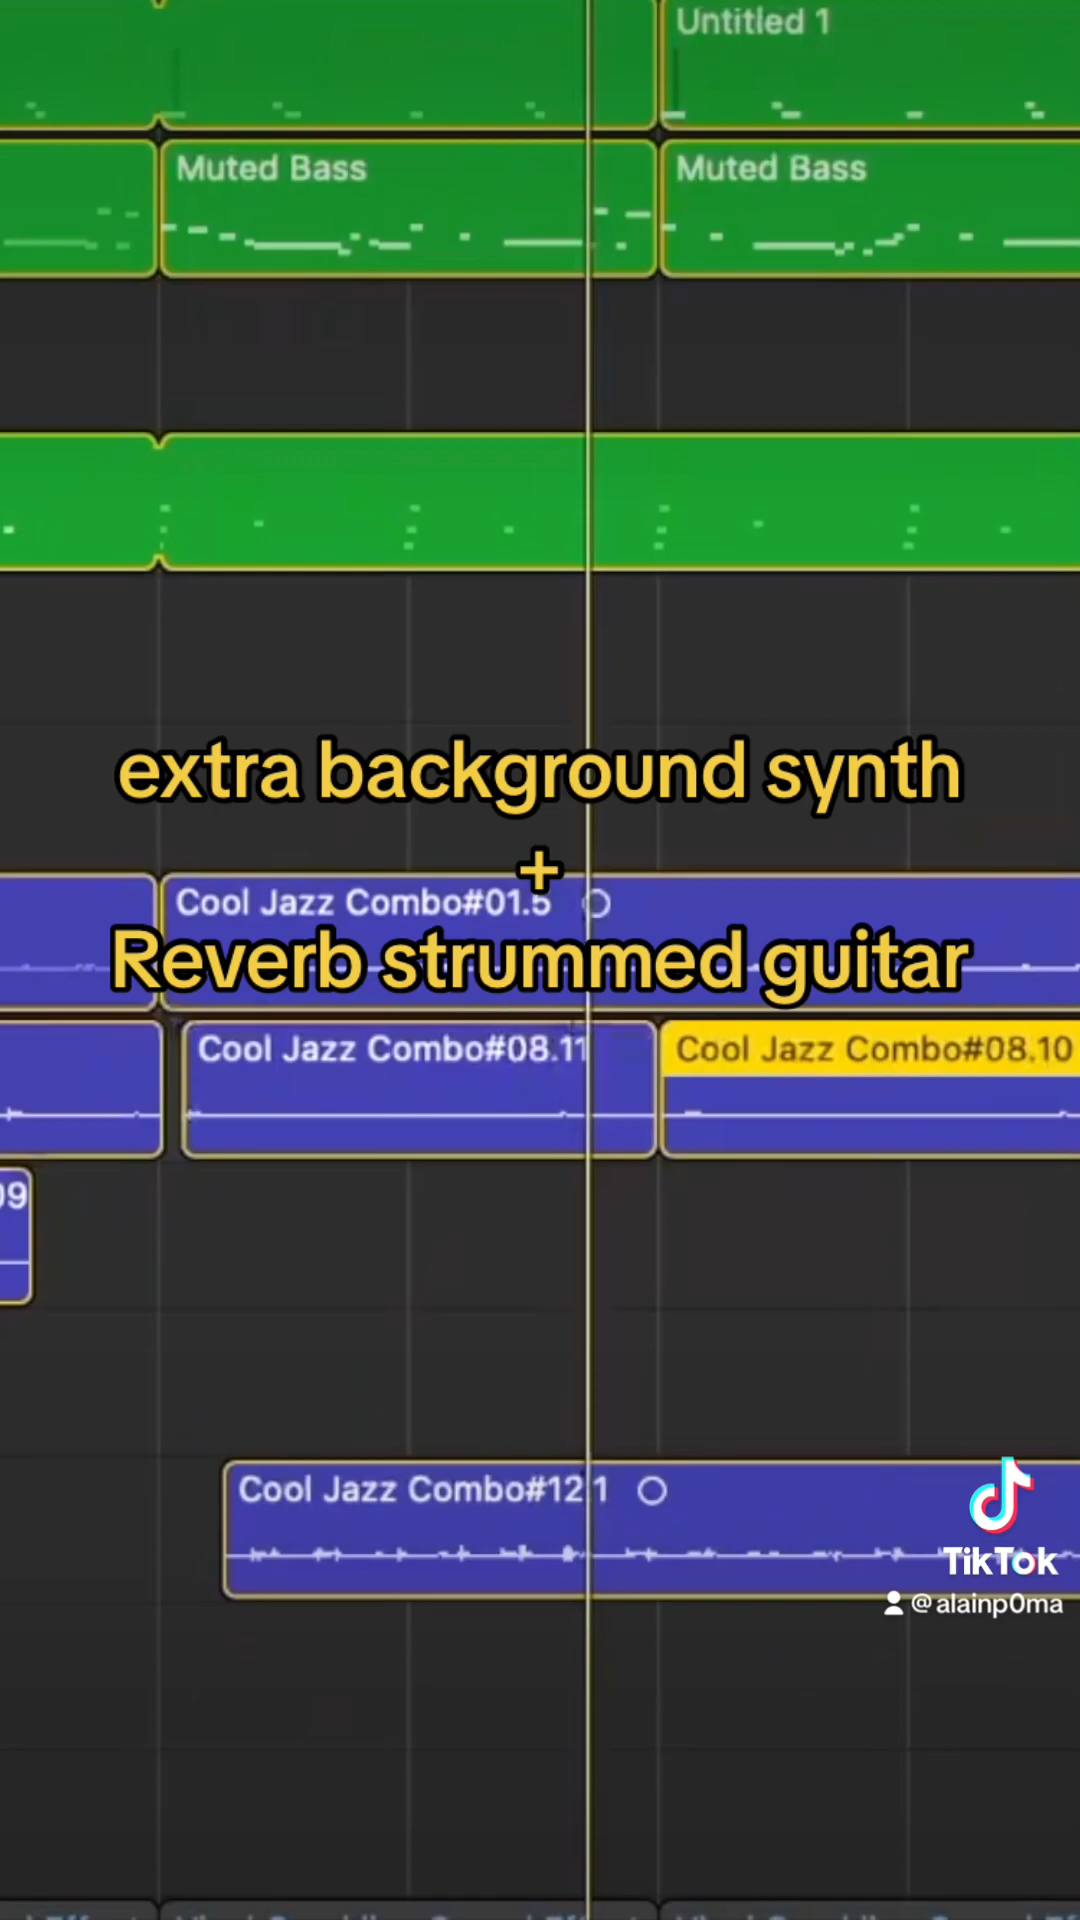 Untitled 1
Muted Bass
Muted Bass
extra background synth
+
Cool Jazz Combo#01.5
Reverb strummed guitar
Cool Jazz Combo#08.11
Cool Jazz Combo#08.10
09
Cool Jazz Combo#12.1
TikTok
@alainp0ma